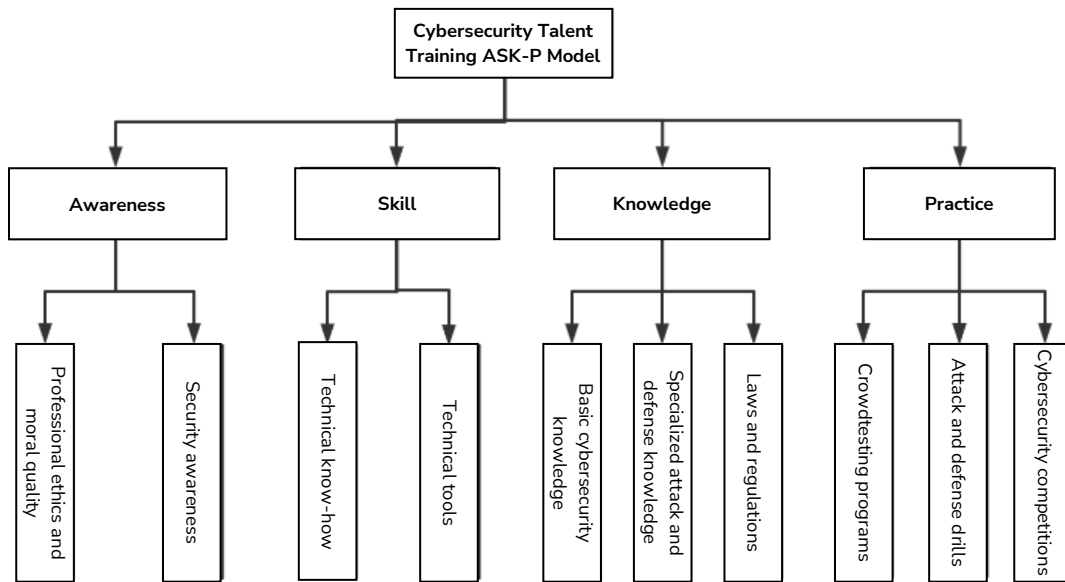 Cybersecurity Talent
Training ASK-P Model
Awareness
Skill
Knowledge
Practice
Professional ethics and
moral quality
Security awareness
Technical know-how
Technical tools
Basic cybersecurity
knowledge
Specialized attack and
defense knowledge
Laws and regulations
Crowdtesting programs
Attack and defense drills
Cybersecurity competitions